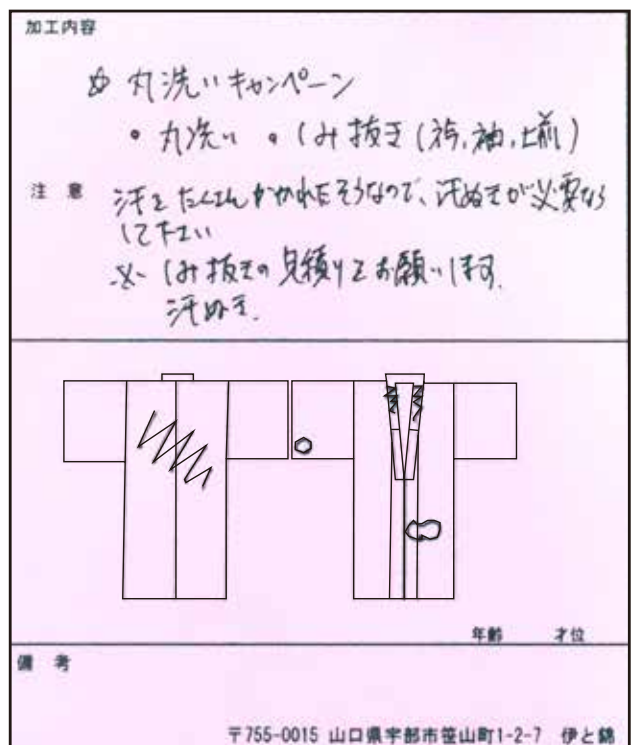 加工内容
丸洗いキャンペーン
・丸洗い ・しみ抜き(衿,袖,上前)
注意 汗をたくさんかかれたそうなので、汗ぬきが必要なら
して下さい
※ しみ抜きの見積りをお願いします.
汗ぬき.
年齢 才位
備考
〒755-0015 山口県宇部市笹山町1-2-7 伊と錦